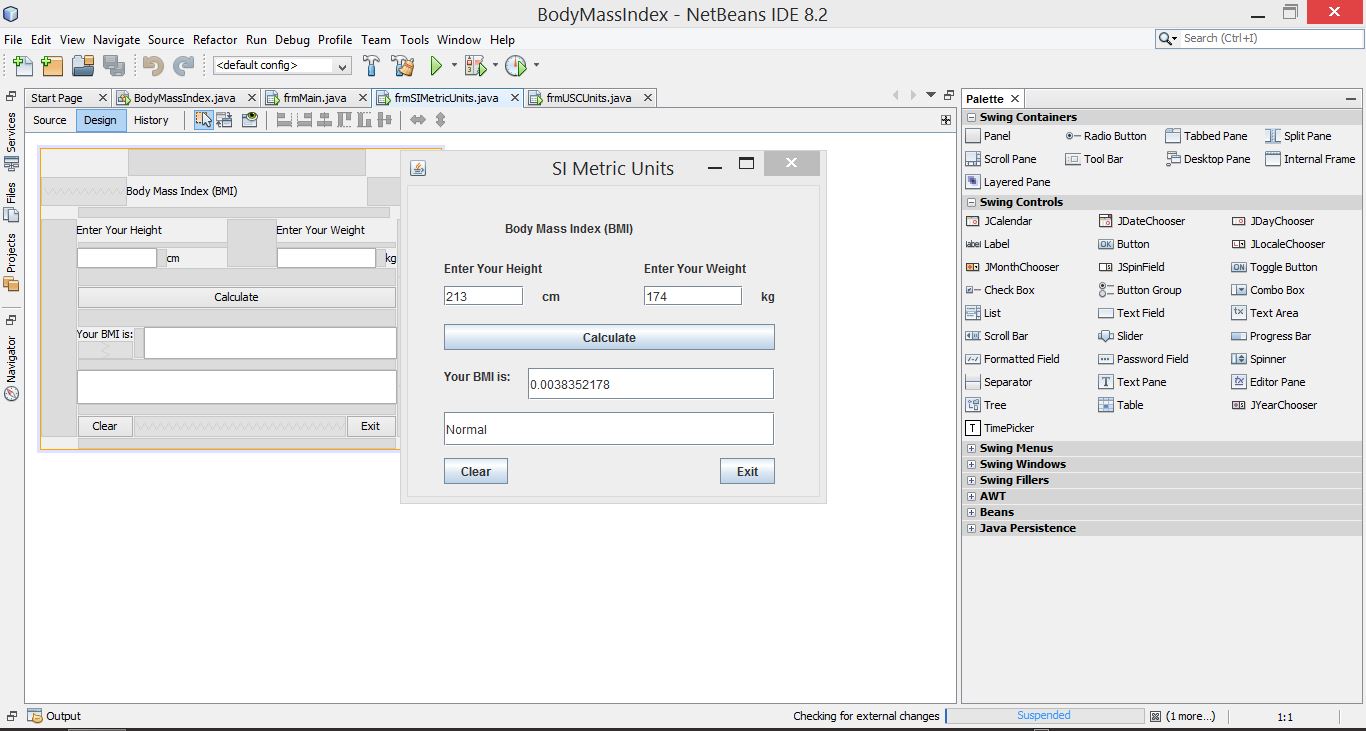 BodyMassIndex - NetBeans IDE 8.2
File Edit View Navigate Source Refactor Run Debug Profile Team Tools Window Help
Search (Ctrl+I)
<default config>
Start Page BodyMassIndex.java frmMain.java frmSIMetricUnits.java frmUSCUnits.java
Source Design History
Services
Files
Projects
Navigator
Body Mass Index (BMI)
Enter Your Height Enter Your Weight
cm kg
Calculate
Your BMI is:
Clear Exit
SI Metric Units
Body Mass Index (BMI)
Enter Your Height Enter Your Weight
213 cm 174 kg
Calculate
Your BMI is: 0.0038352178
Normal
Clear Exit
Palette
Swing Containers
Panel Radio Button Tabbed Pane Split Pane
Scroll Pane Tool Bar Desktop Pane Internal Frame
Layered Pane
Swing Controls
JCalendar JDateChooser JDayChooser
label Label OK Button JLocaleChooser
JMonthChooser JSpinField ON Toggle Button
Check Box Button Group Combo Box
List Text Field Text Area
Scroll Bar Slider Progress Bar
Formatted Field Password Field Spinner
Separator T Text Pane Editor Pane
Tree Table JYearChooser
T TimePicker
Swing Menus
Swing Windows
Swing Fillers
AWT
Beans
Java Persistence
Output Checking for external changes Suspended (1 more...) 1:1